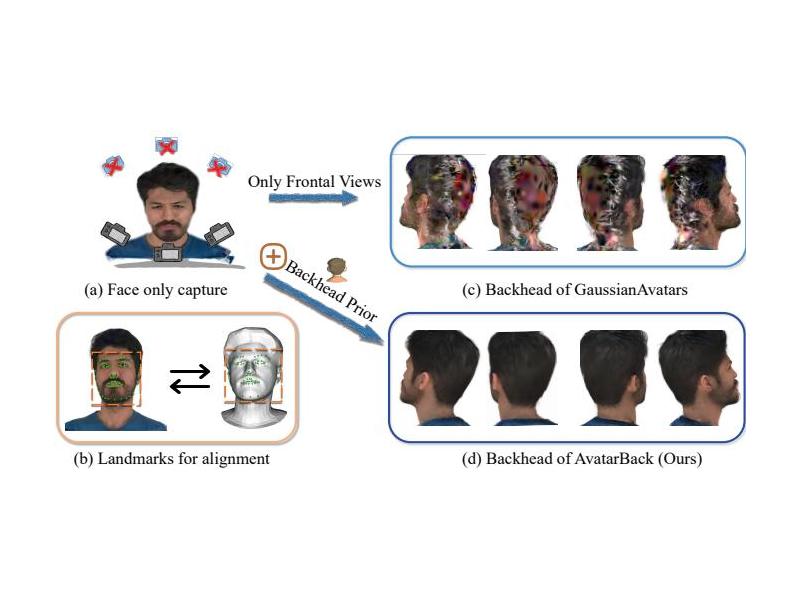 Only Frontal Views
Backhead Prior
(a) Face only capture
(c) Backhead of GaussianAvatars
(b) Landmarks for alignment
(d) Backhead of AvatarBack (Ours)